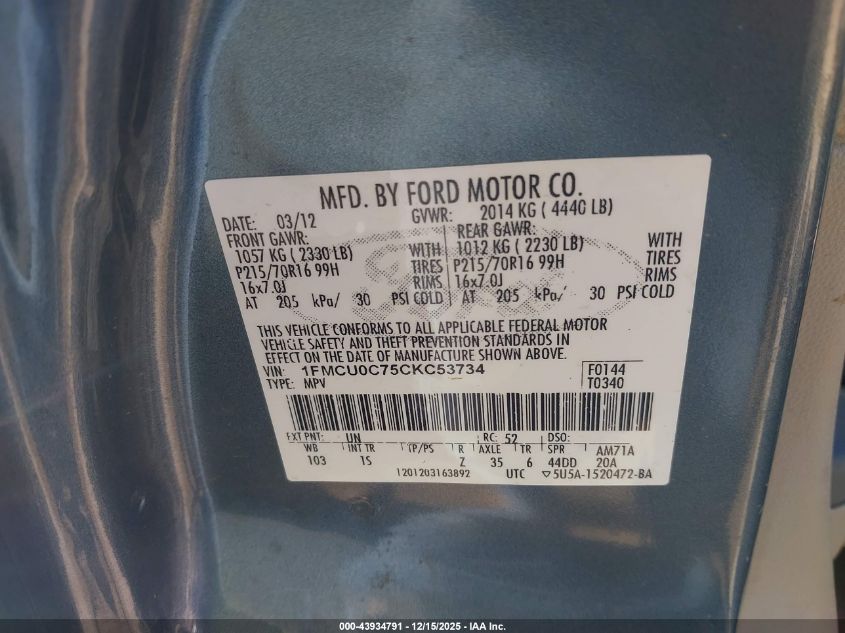 MFD. BY FORD MOTOR CO.
DATE: 03/12 GVWR: 2014 KG ( 4440 LB)
FRONT GAWR: REAR GAWR:
1057 KG ( 2330 LB) WITH 1012 KG ( 2230 LB) WITH
P215/70R16 99H TIRES P215/70R16 99H TIRES
16x7.0J RIMS 16x7.0J RIMS
AT 205 kPa/ 30 PSI COLD AT 205 kPa/ 30 PSI COLD
THIS VEHICLE CONFORMS TO ALL APPLICABLE FEDERAL MOTOR
VEHICLE SAFETY AND THEFT PREVENTION STANDARDS IN
EFFECT ON THE DATE OF MANUFACTURE SHOWN ABOVE.
VIN: 1FMCU0C75CKC53734 F0144
TYPE: MPV T0340
EXT PNT: UN RC: 52 DSO:
WB INT TR TP/PS R AXLE TR SPR AM71A
103 1S Z 35 6 44DD 20A
1201203163892 UTC ▽5U5A-1520472-BA
000-43934791 - 12/15/2025 - IAA Inc.